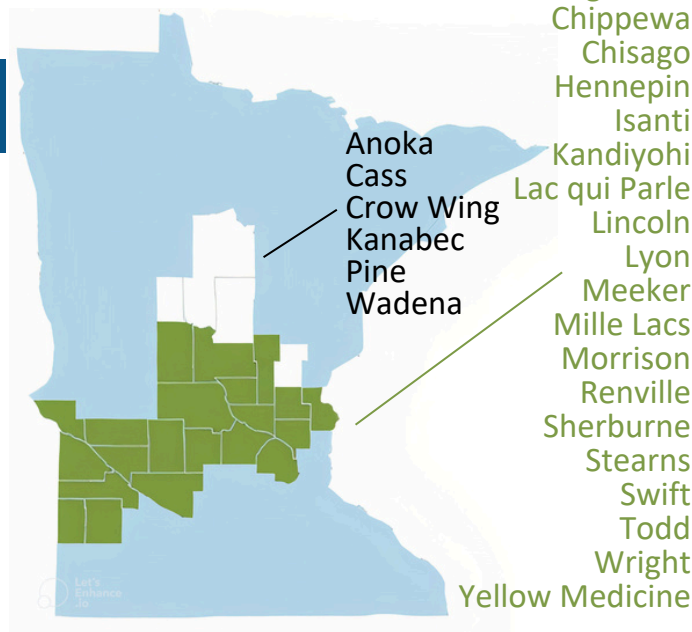 Anoka
Cass
Crow Wing
Kanabec
Pine
Wadena
Chippewa
Chisago
Hennepin
Isanti
Kandiyohi
Lac qui Parle
Lincoln
Lyon
Meeker
Mille Lacs
Morrison
Renville
Sherburne
Stearns
Swift
Todd
Wright
Yellow Medicine
Let's
Enhance
.io